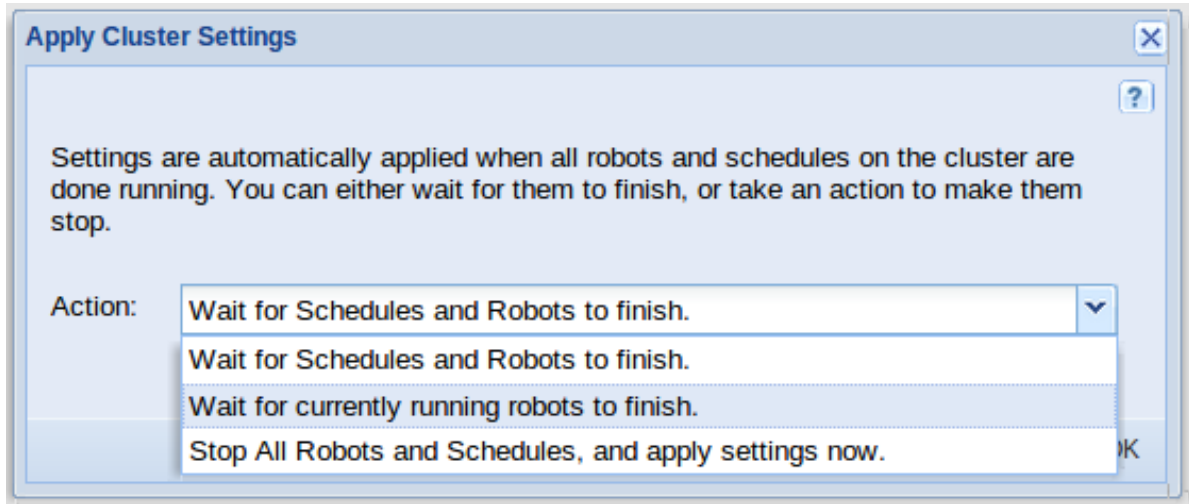 Apply Cluster Settings
?
Settings are automatically applied when all robots and schedules on the cluster are
done running. You can either wait for them to finish, or take an action to make them
stop.
Action: Wait for Schedules and Robots to finish.
Wait for Schedules and Robots to finish.
Wait for currently running robots to finish.
Stop All Robots and Schedules, and apply settings now.